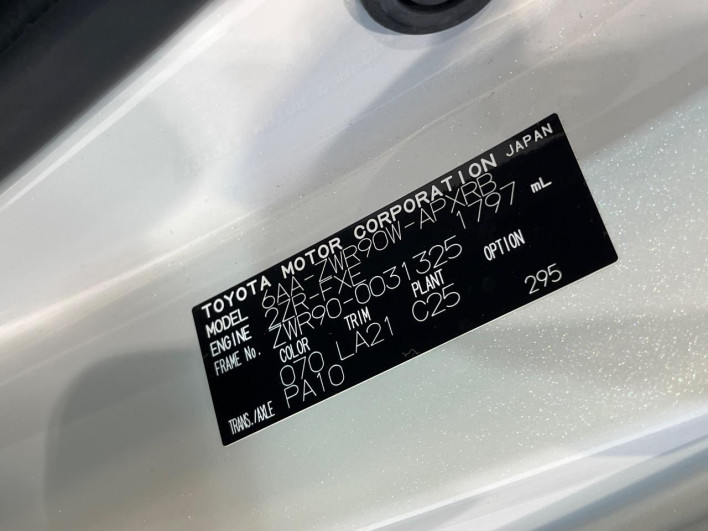 TOYOTA MOTOR CORPORATION JAPAN
MODEL 6AA-ZWR90W-APXRB
ENGINE 2ZR-FXE 1797 mL
FRAME No. ZWR90-0031325
COLOR TRIM PLANT OPTION
070 LA21 C25 295
TRANS./AXLE PA10